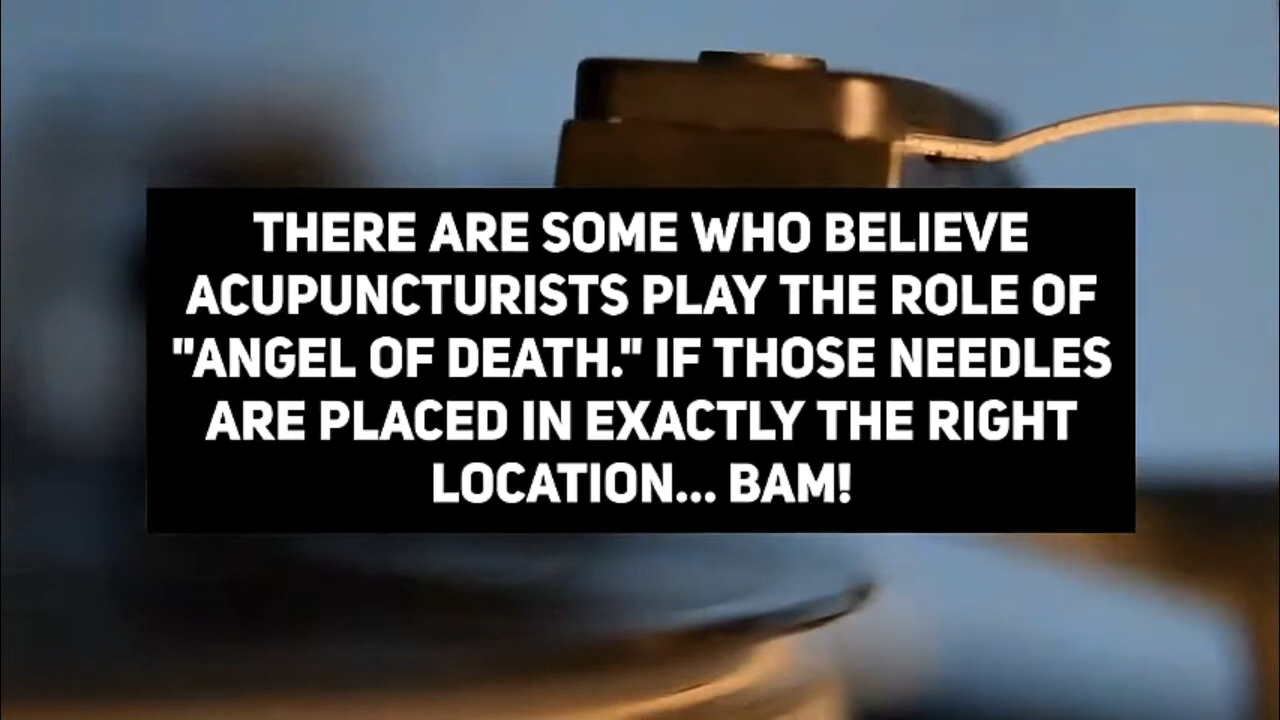 THERE ARE SOME WHO BELIEVE
ACUPUNCTURISTS PLAY THE ROLE OF
"ANGEL OF DEATH." IF THOSE NEEDLES
ARE PLACED IN EXACTLY THE RIGHT
LOCATION... BAM!